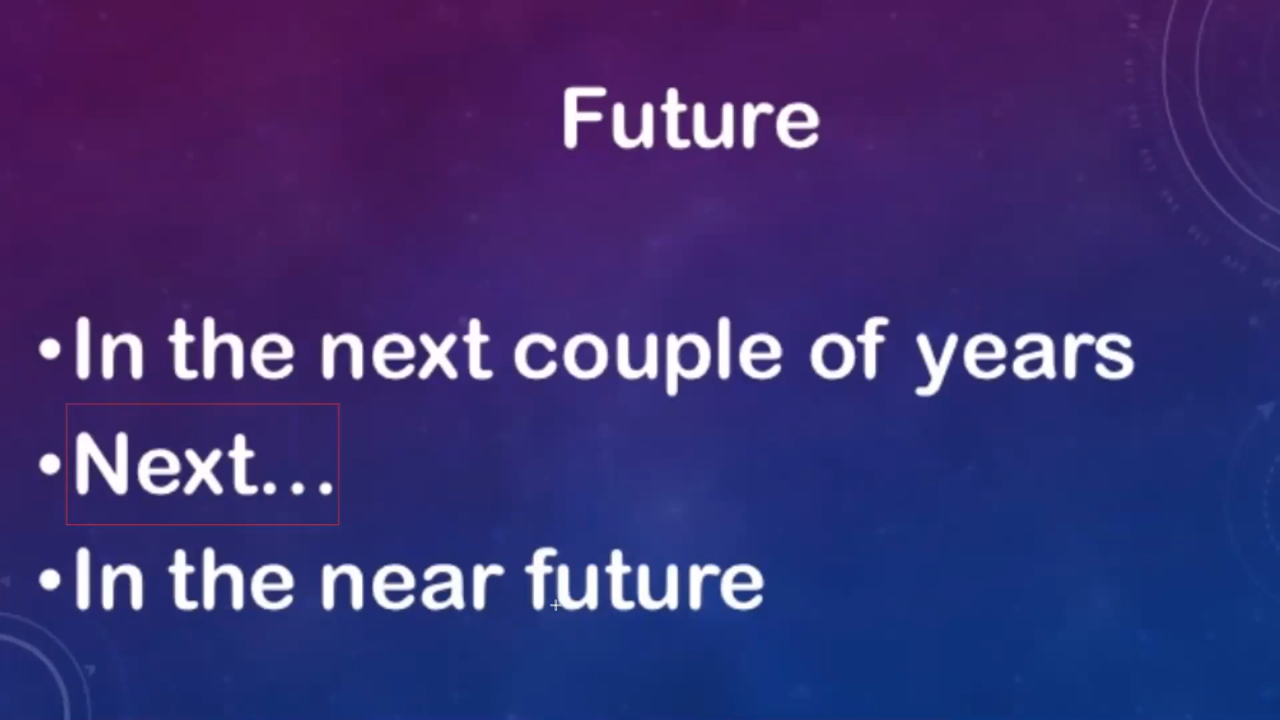 Future
•In the next couple of years
•Next...
•In the near future